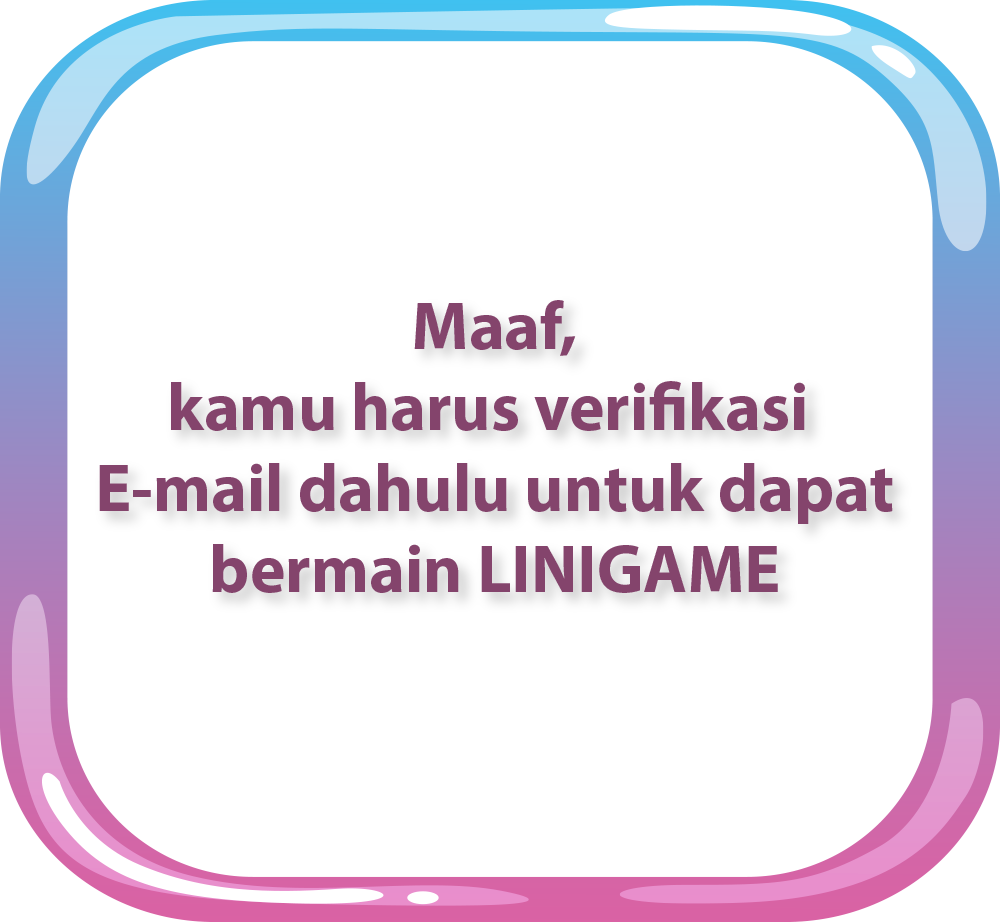 Maaf,
kamu harus verifikasi
E-mail dahulu untuk dapat
bermain LINIGAME